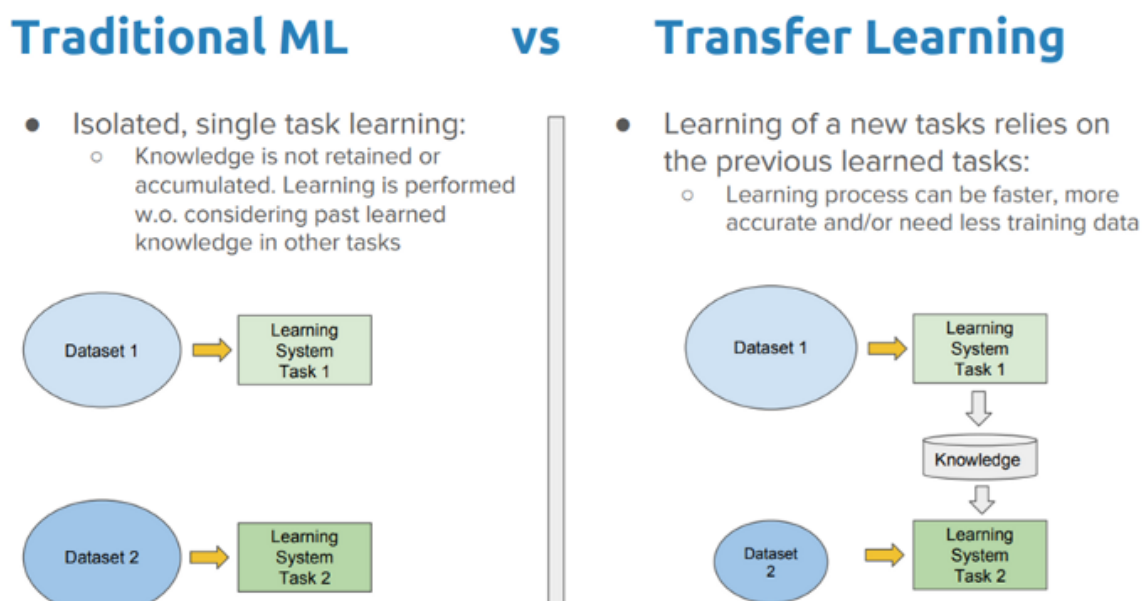 Traditional ML vs Transfer Learning
● Isolated, single task learning:
○ Knowledge is not retained or
accumulated. Learning is performed
w.o. considering past learned
knowledge in other tasks
Dataset 1
Learning
System
Task 1
Dataset 2
Learning
System
Task 2
● Learning of a new tasks relies on
the previous learned tasks:
○ Learning process can be faster, more
accurate and/or need less training data
Dataset 1
Learning
System
Task 1
Knowledge
Dataset
2
Learning
System
Task 2